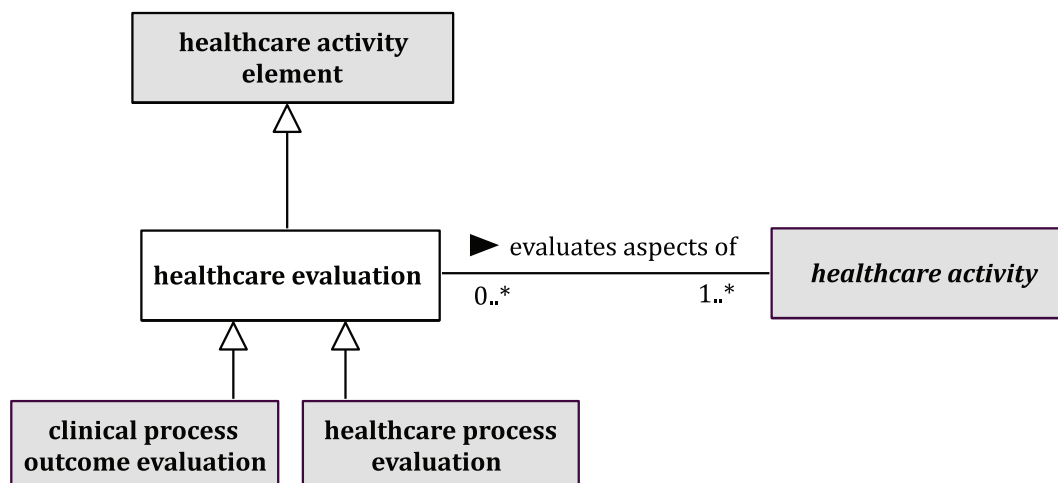 healthcare activity
element
► evaluates aspects of
healthcare evaluation
healthcare activity
0..*
1..*
clinical process
outcome evaluation
healthcare process
evaluation